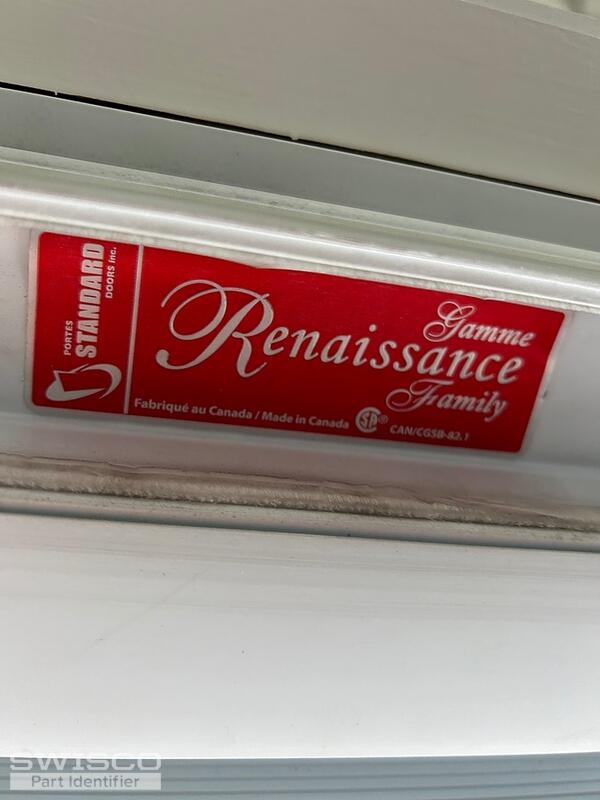 PORTES
STANDARD
DOORS inc.
Renaissance
Gamme
Family
Fabriqué au Canada / Made in Canada SA® CAN/CGSB-82.1
SWISCO
Part Identifier